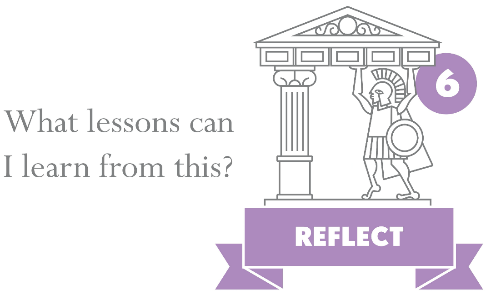 What lessons can
I learn from this?
6
REFLECT